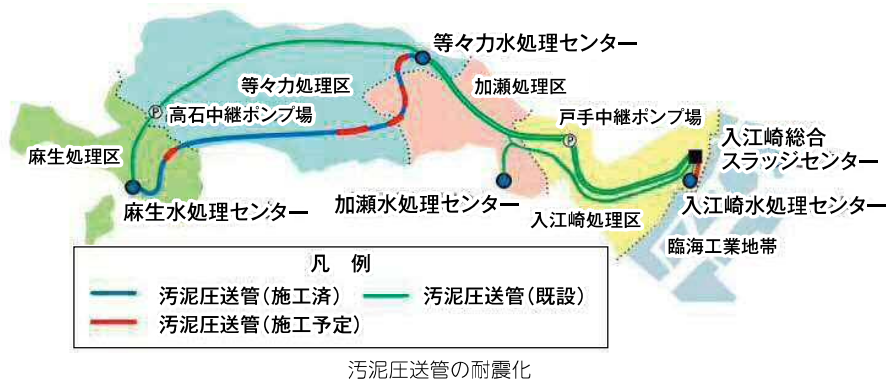 等々力水処理センター
等々力処理区
加瀬処理区
高石中継ポンプ場
戸手中継ポンプ場
P
P
麻生処理区
入江崎総合
スラッジセンター
麻生水処理センター
加瀬水処理センター
入江崎水処理センター
入江崎処理区
臨海工業地帯
凡 例
汚泥圧送管(施工済)
汚泥圧送管(既設)
汚泥圧送管(施工予定)
汚泥圧送管の耐震化